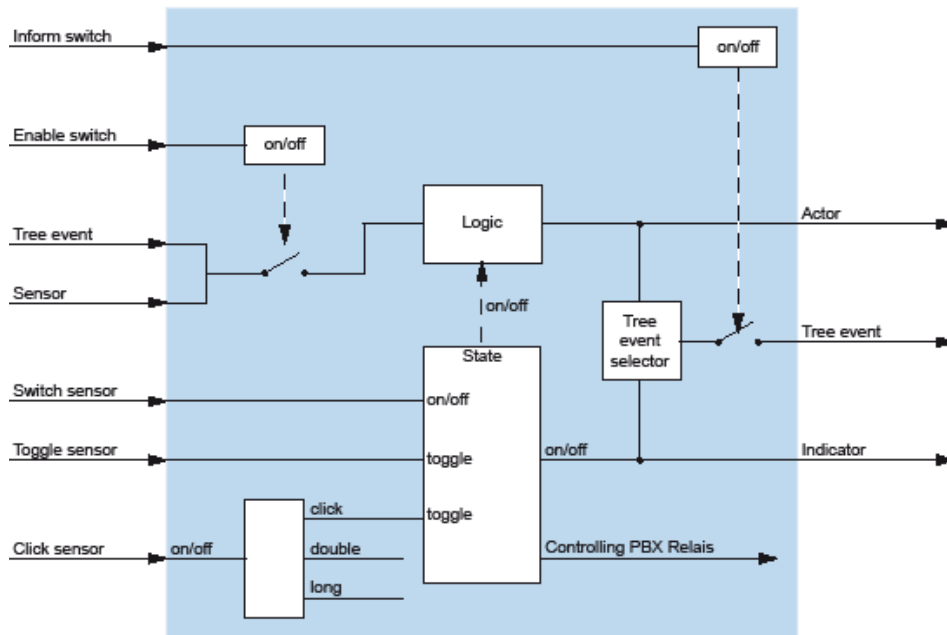 Inform switch
on/off
Enable switch
on/off
Tree event
Sensor
Logic
Actor
on/off
Tree
event
selector
Tree event
State
Switch sensor
on/off
Toggle sensor
toggle
on/off
Indicator
click
toggle
Click sensor
on/off
double
Controlling PBX Relais
long